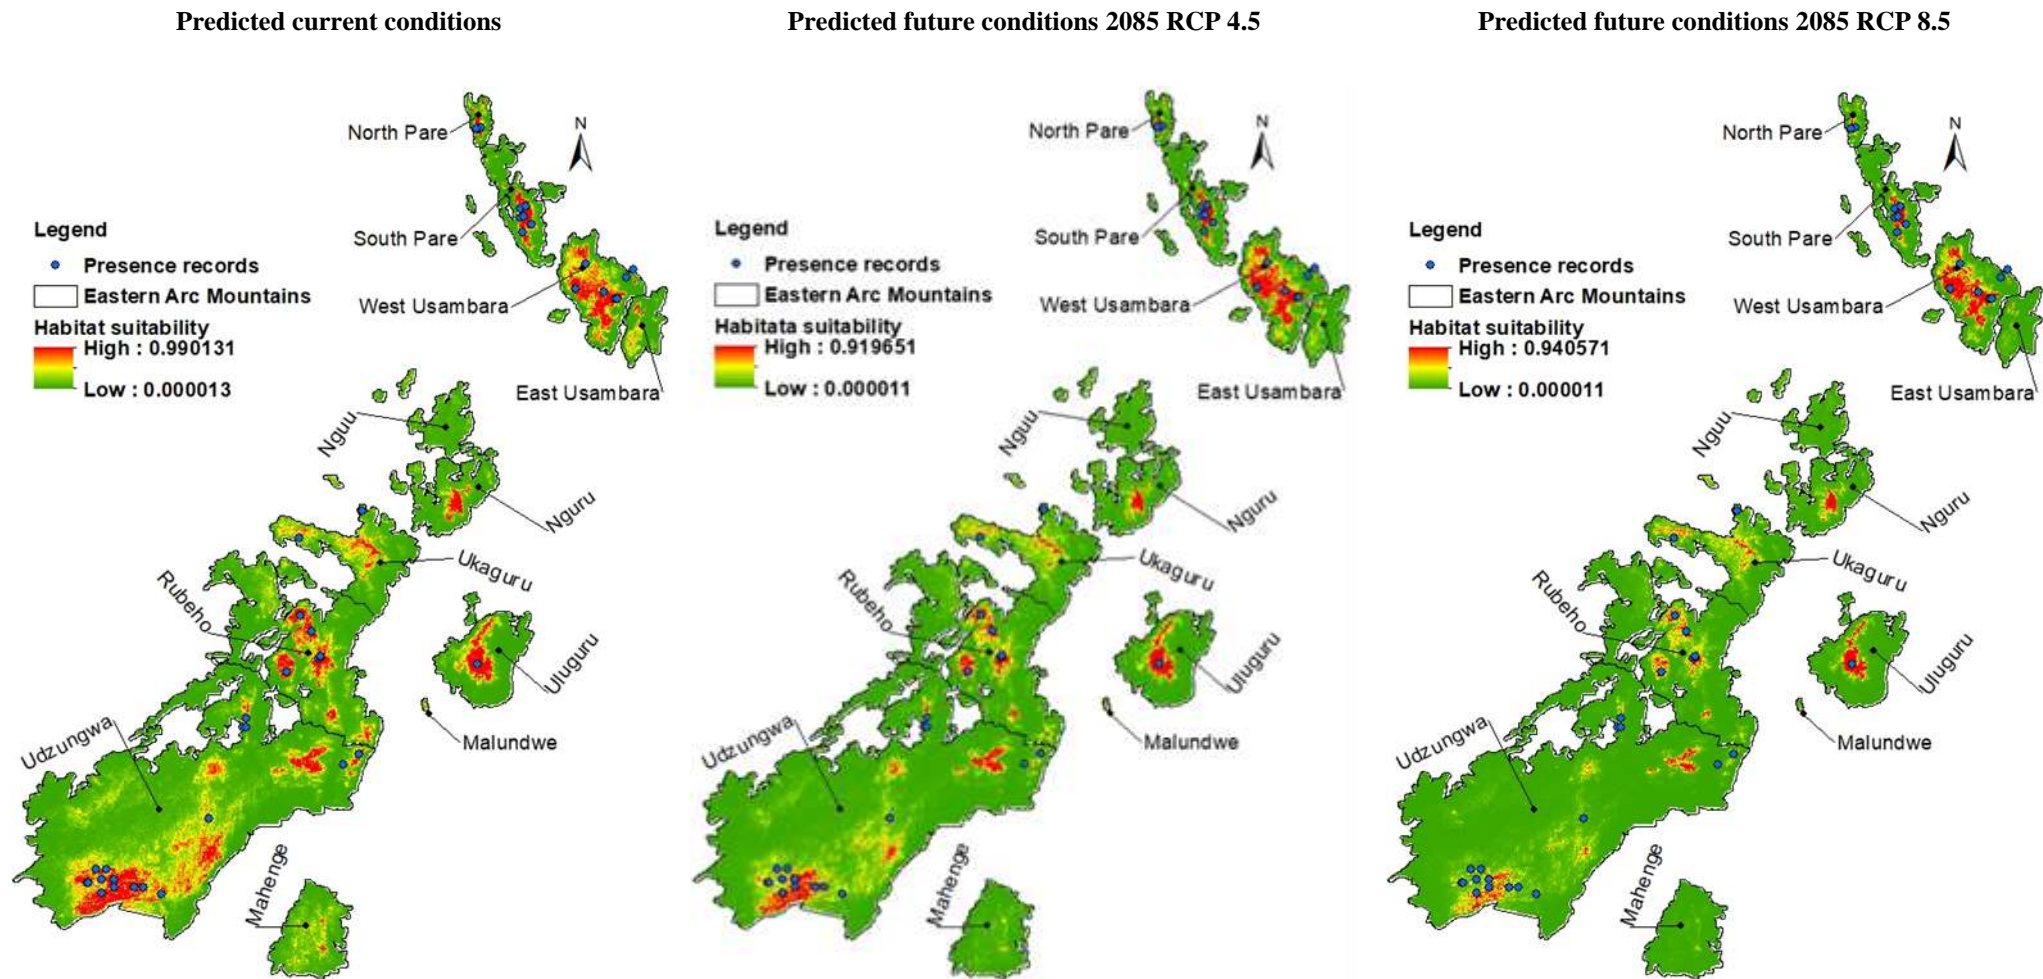 Predicted current conditions
North Pare
N
South Pare
Legend
Presence records
Eastern Arc Mountains
Habitat suitability
High : 0.990131
Low : 0.000013
West Usambara
East Usambara
Nguu
Nguru
Ukaguru
Rubeho
Uluguru
Malundwe
Udzungwa
Mahenge
Predicted future conditions 2085 RCP 4.5
North Pare
N
South Pare
Legend
Presence records
Eastern Arc Mountains
Habitata suitability
High : 0.919651
Low : 0.000011
West Usambara
East Usambara
Nguu
Nguru
Ukaguru
Rubeho
Uluguru
Malundwe
Udzungwa
Mahenge
Predicted future conditions 2085 RCP 8.5
North Pare
N
South Pare
Legend
Presence records
Eastern Arc Mountains
Habitat suitability
High : 0.940571
Low : 0.000011
West Usambara
East Usambara
Nguu
Nguru
Ukaguru
Rubeho
Uluguru
Malundwe
Udzungwa
Mahenge